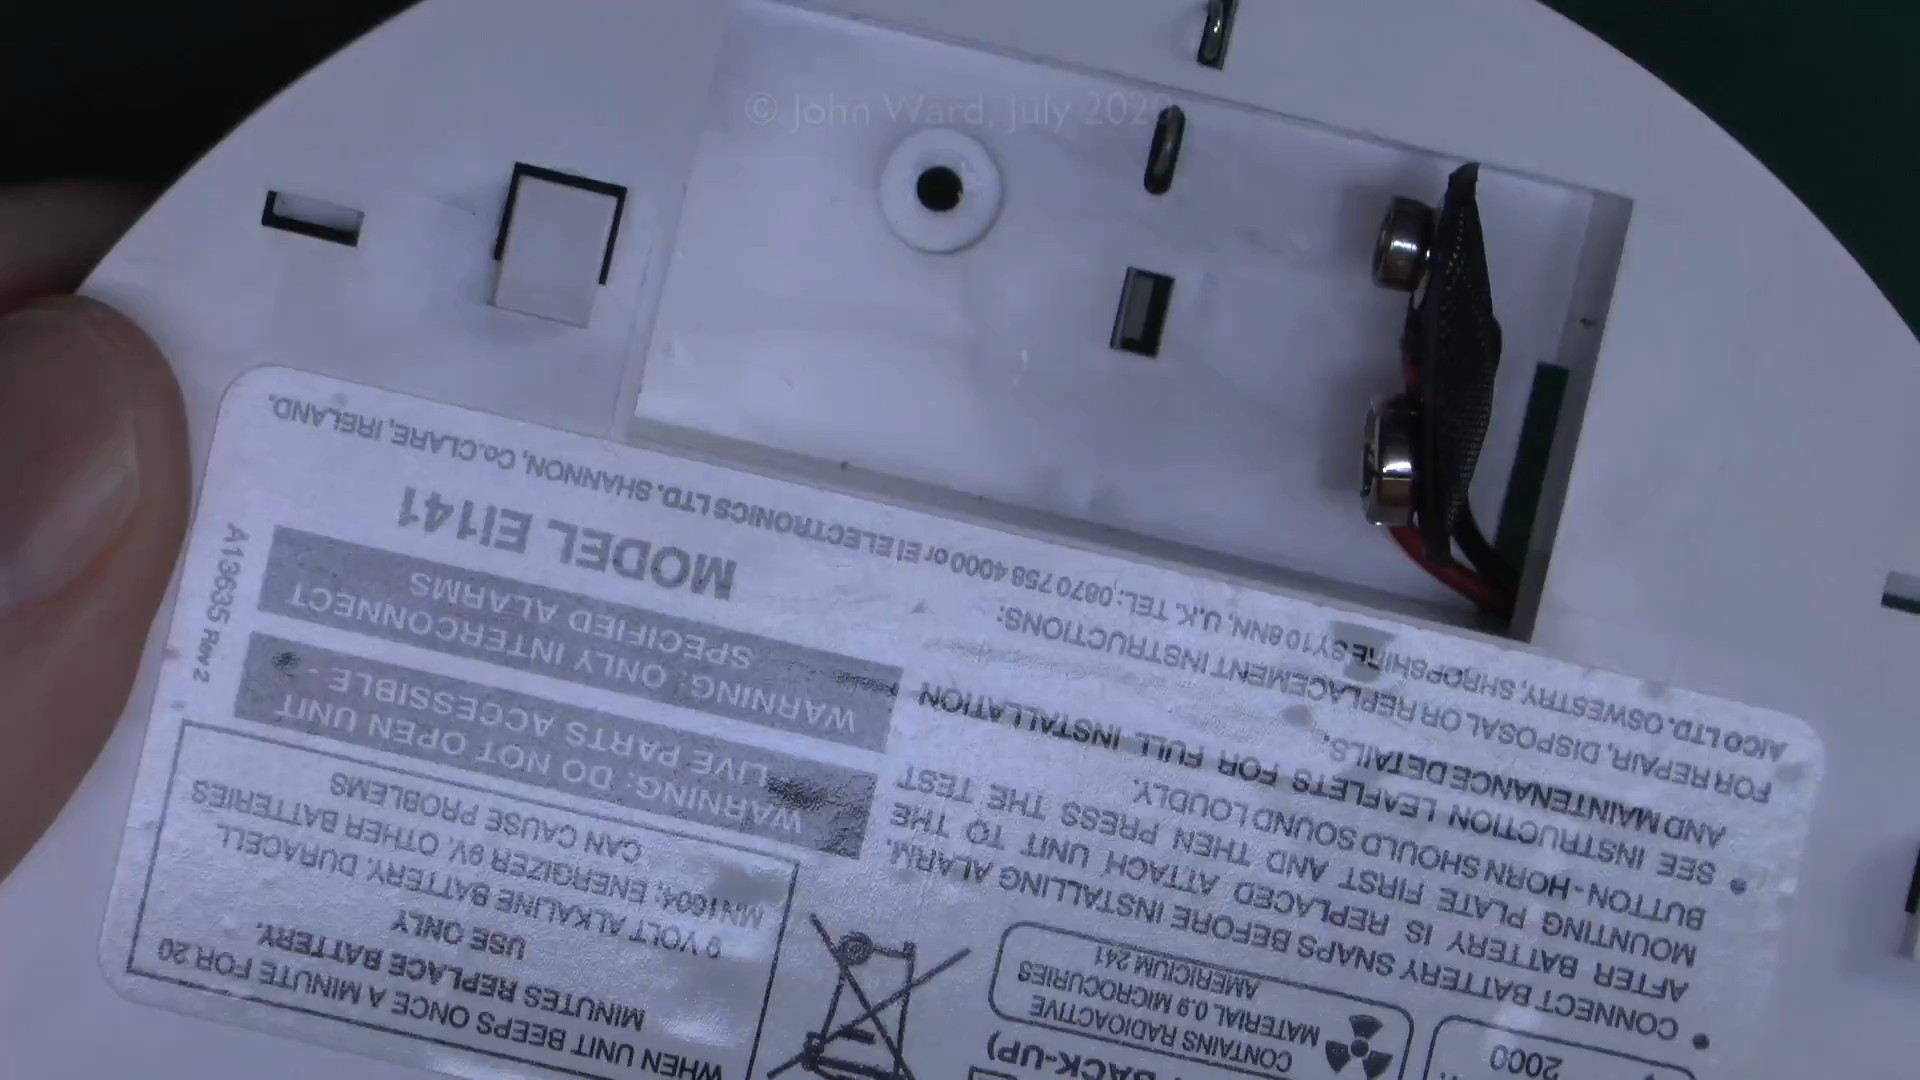 © John Ward, July 202
BACK-UP)
2000
CONTAINS RADIOACTIVE
MATERIAL 0.9 MICROCURIES
AMERICIUM 241
• CONNECT BATTERY SNAPS BEFORE INSTALLING ALARM.
AFTER BATTERY IS REPLACED ATTACH UNIT TO THE
MOUNTING PLATE FIRST AND THEN PRESS THE TEST
BUTTON - HORN SHOULD SOUND LOUDLY.
• SEE INSTRUCTION LEAFLETS FOR FULL INSTALLATION
AND MAINTENANCE DETAILS.
FOR REPAIR, DISPOSAL OR REPLACEMENT INSTRUCTIONS:
AICO LTD. OSWESTRY, SHROPSHIRE SY10 8NN, U.K. TEL: 0870 758 4000 or EI ELECTRONICS LTD. SHANNON, Co.CLARE, IRELAND.
WHEN UNIT BEEPS ONCE A MINUTE FOR 20
MINUTES REPLACE BATTERY.
USE ONLY
9 VOLT ALKALINE BATTERY, DURACELL
MN1604; ENERGIZER 9V. OTHER BATTERIES
CAN CAUSE PROBLEMS
WARNING: DO NOT OPEN UNIT
LIVE PARTS ACCESSIBLE -
WARNING: ONLY INTERCONNECT
SPECIFIED ALARMS
MODEL Ei141
A13635 Rev 2